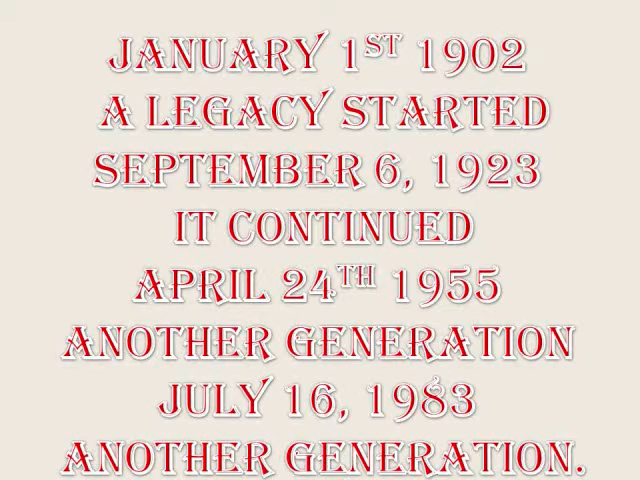 JANUARY 1ST 1902
A LEGACY STARTED
SEPTEMBER 6, 1923
IT CONTINUED
APRIL 24TH 1955
ANOTHER GENERATION
JULY 16, 1983
ANOTHER GENERATION.